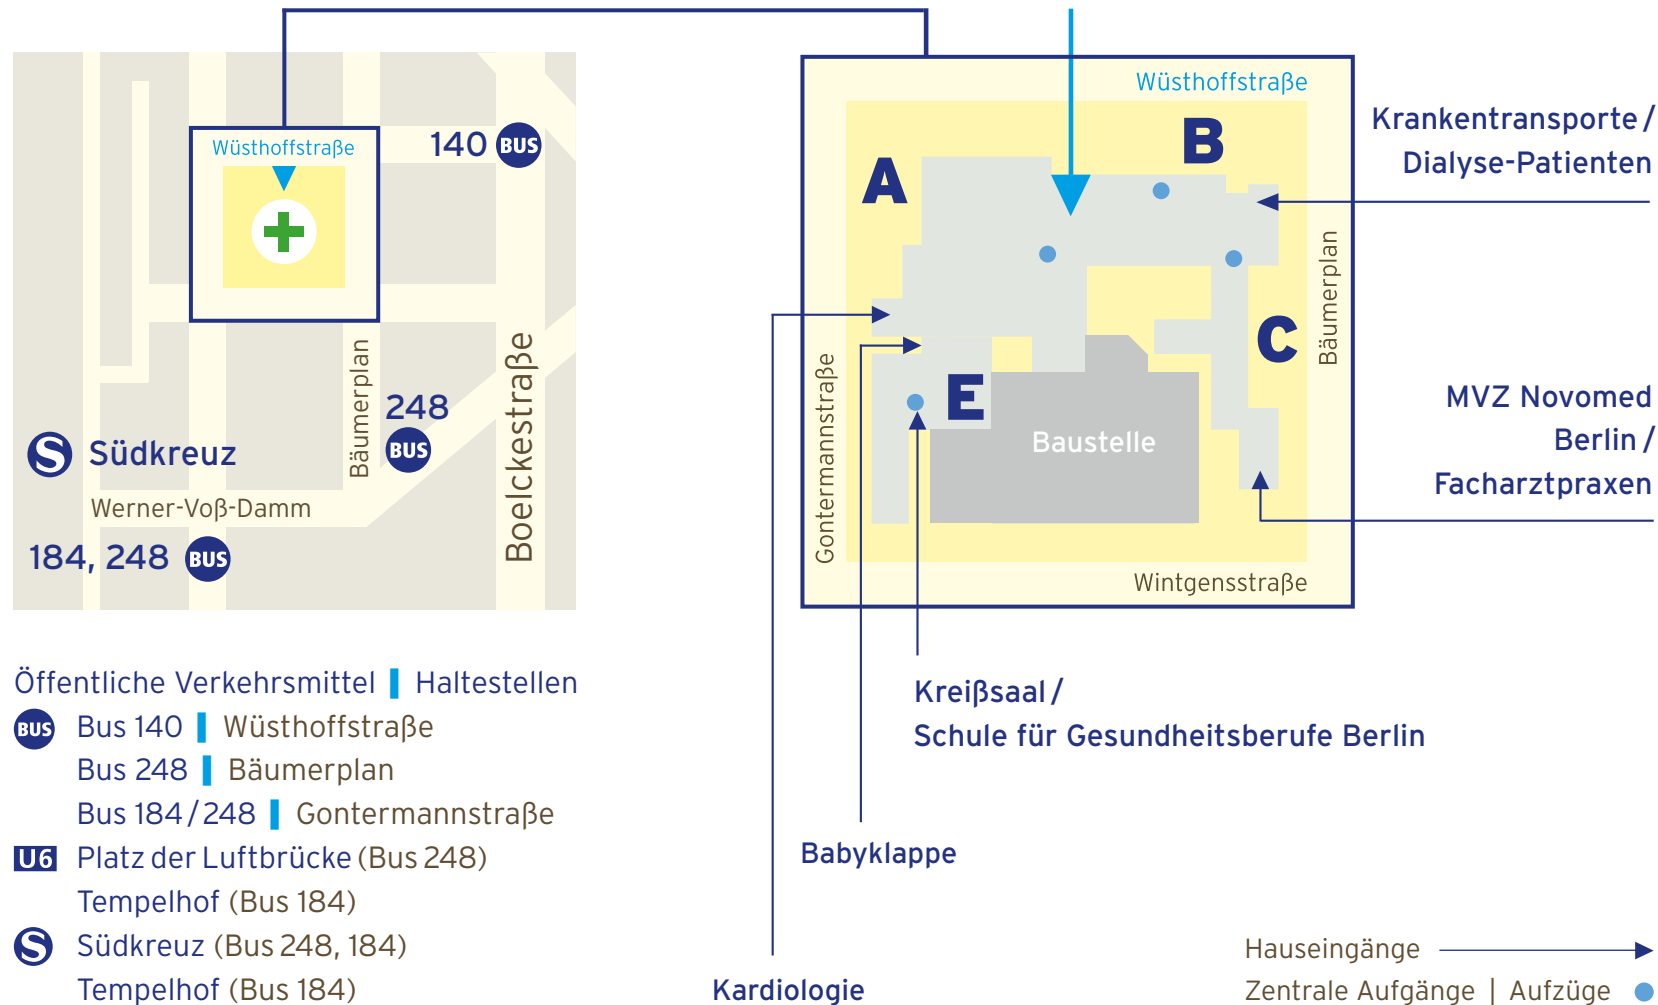 Wüsthoffstraße
140 BUS
Bäumerplan
248
BUS
Boelckestraße
S Südkreuz
Werner-Voß-Damm
184, 248 BUS
Öffentliche Verkehrsmittel | Haltestellen
BUS Bus 140 | Wüsthoffstraße
Bus 248 | Bäumerplan
Bus 184/248 | Gontermannstraße
U6 Platz der Luftbrücke (Bus 248)
Tempelhof (Bus 184)
S Südkreuz (Bus 248, 184)
Tempelhof (Bus 184)
Wüsthoffstraße
A
B
C
E
Baustelle
Gontermannstraße
Bäumerplan
Wintgensstraße
Krankentransporte/
Dialyse-Patienten
MVZ Novomed
Berlin/
Facharztpraxen
Kreißsaal/
Schule für Gesundheitsberufe Berlin
Babyklappe
Kardiologie
Hauseingänge
Zentrale Aufgänge | Aufzüge